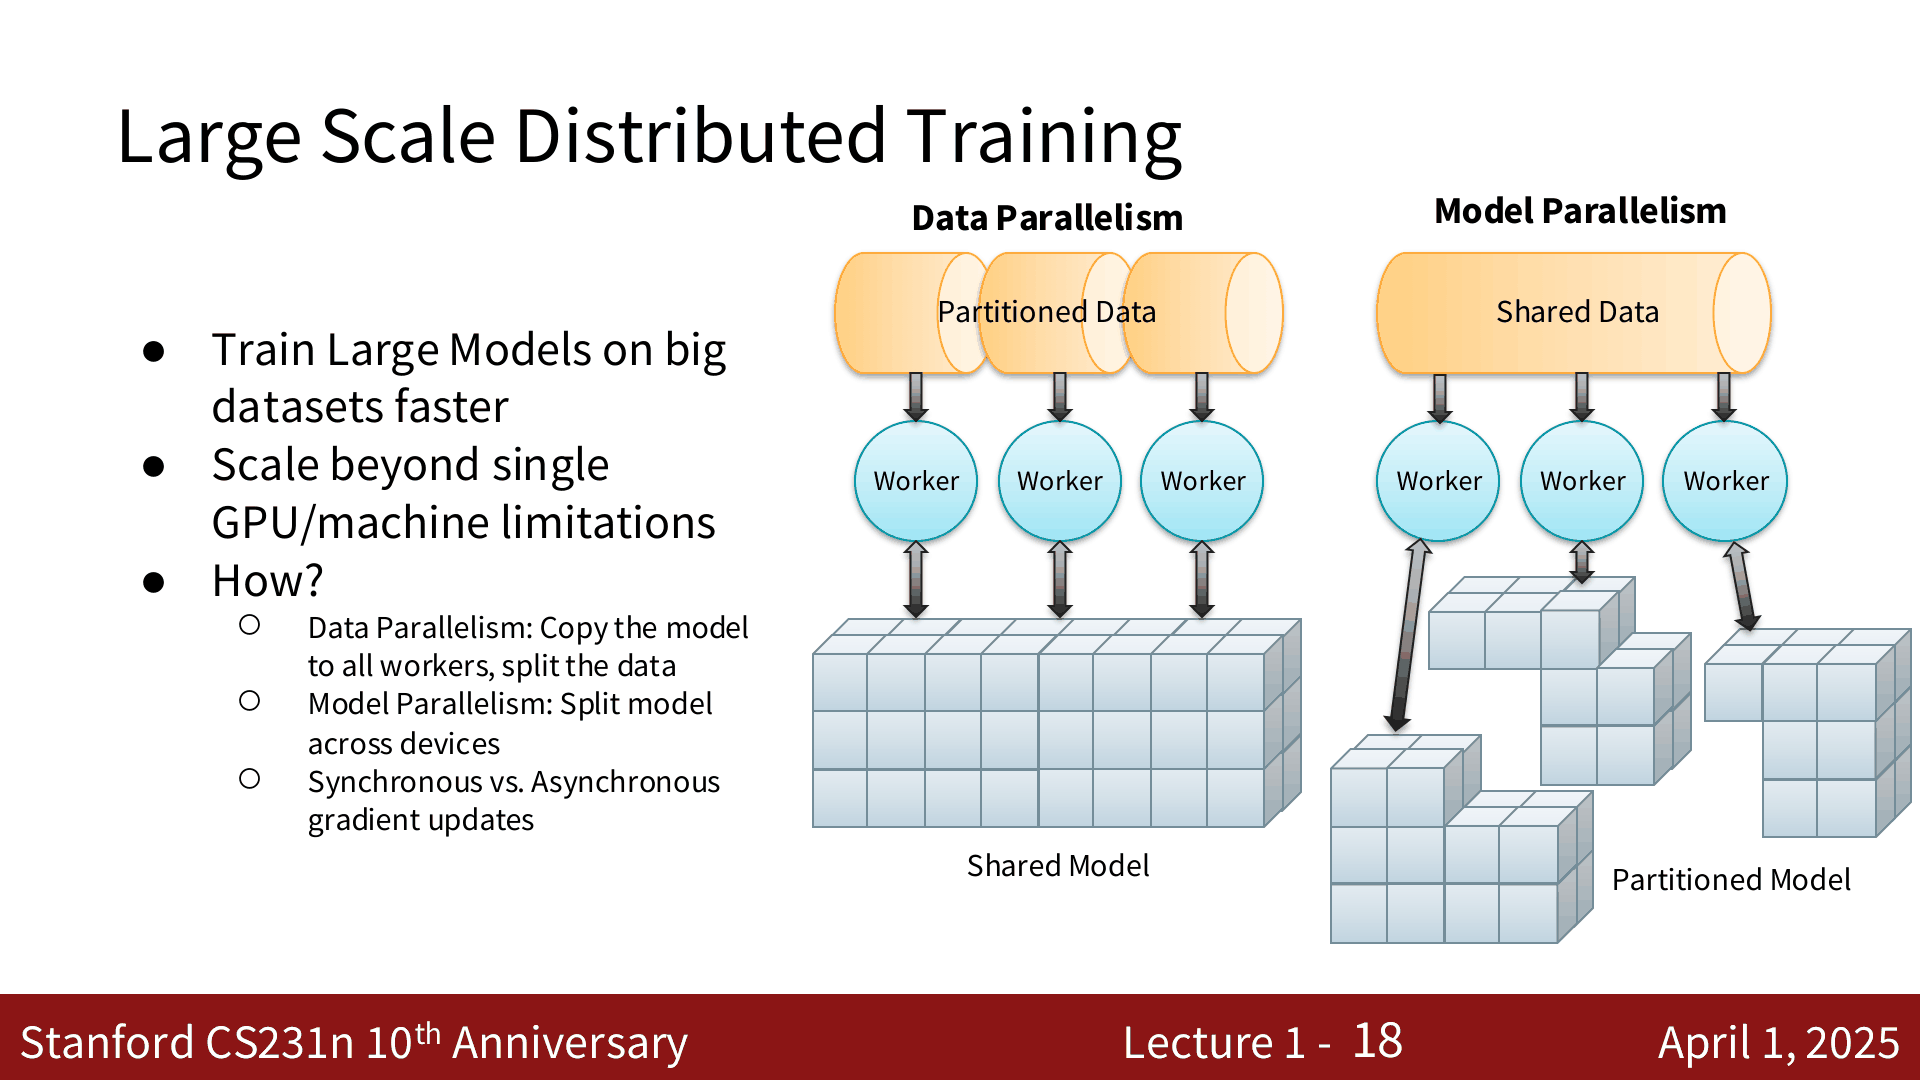 Large Scale Distributed Training
● Train Large Models on big
datasets faster
● Scale beyond single
GPU/machine limitations
● How?
○ Data Parallelism: Copy the model
to all workers, split the data
○ Model Parallelism: Split model
across devices
○ Synchronous vs. Asynchronous
gradient updates
Data Parallelism
Partitioned Data
Worker Worker Worker
Shared Model
Model Parallelism
Shared Data
Worker Worker Worker
Partitioned Model
Stanford CS231n 10th Anniversary
Lecture 1 - 18
April 1, 2025